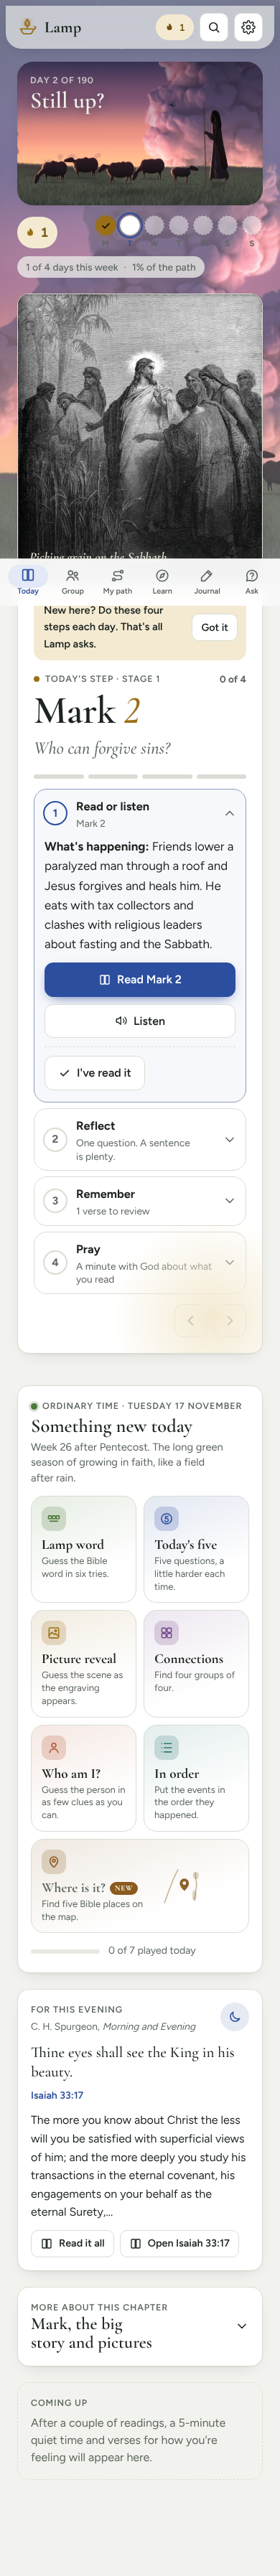 Lamp
1
DAY 2 OF 190
Still up?
1
M T W T F S S
1 of 4 days this week · 1% of the path
Picking grain on the Sabbath
Today Group My path Learn Journal Ask
New here? Do these four
steps each day. That's all
Lamp asks.
Got it
TODAY'S STEP · STAGE 1
0 of 4
Mark 2
Who can forgive sins?
1
Read or listen
Mark 2
What's happening: Friends lower a
paralyzed man through a roof and
Jesus forgives and heals him. He
eats with tax collectors and
clashes with religious leaders
about fasting and the Sabbath.
Read Mark 2
Listen
I've read it
2
Reflect
One question. A sentence
is plenty.
3
Remember
1 verse to review
4
Pray
A minute with God about what
you read
ORDINARY TIME · TUESDAY 17 NOVEMBER
Something new today
Week 26 after Pentecost. The long green
season of growing in faith, like a field
after rain.
Lamp word
Guess the Bible
word in six tries.
5
Today's five
Five questions, a
little harder each
time.
Picture reveal
Guess the scene as
the engraving
appears.
Connections
Find four groups of
four.
Who am I?
Guess the person in
as few clues as you
can.
In order
Put the events in
the order they
happened.
Where is it? NEW
Find five Bible places on
the map.
0 of 7 played today
FOR THIS EVENING
C. H. Spurgeon, Morning and Evening
Thine eyes shall see the King in his
beauty.
Isaiah 33:17
The more you know about Christ the less
will you be satisfied with superficial views
of him; and the more deeply you study his
transactions in the eternal covenant, his
engagements on your behalf as the
eternal Surety,...
Read it all
Open Isaiah 33:17
MORE ABOUT THIS CHAPTER
Mark, the big
story and pictures
COMING UP
After a couple of readings, a 5-minute
quiet time and verses for how you're
feeling will appear here.